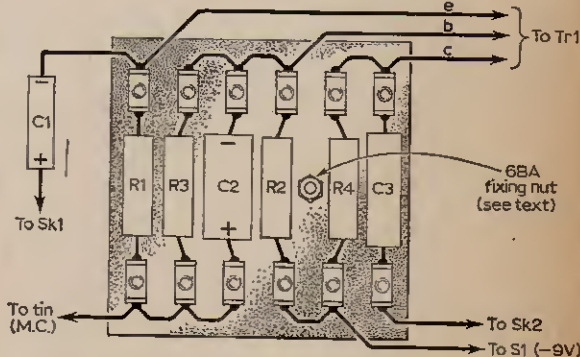 e
b
c
To Tr1
−
C1
+
To Sk1
R1
R3
−
C2
+
R2
R4
C3
6BA
fixing nut
(see text)
To tin
(M.C.)
To Sk2
To S1 (−9V)